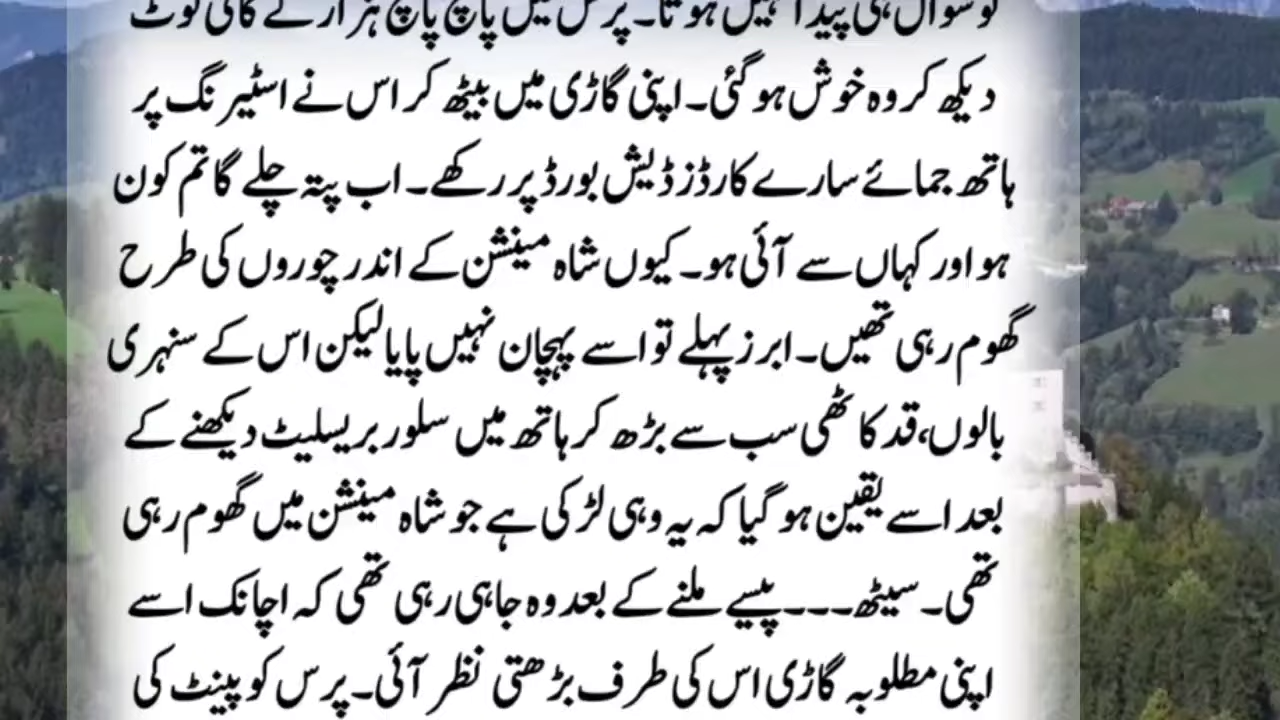 تو سوال ہی پیدا نہیں ہوتا۔ پرس میں پانچ پانچ ہزار کے کافی نوٹ
دیکھ کر وہ خوش ہو گئی۔ اپنی گاڑی میں بیٹھ کر اس نے اسٹیرنگ پر
ہاتھ جمائے سارے کارڈز ڈیش بورڈ پر رکھے۔ اب پتہ چلے گا تم کون
ہو اور کہاں سے آئی ہو۔ کیوں شاہ مینشن کے اندر چوروں کی طرح
گھوم رہی تھیں۔ ابرز پہلے تو اسے پہچان نہیں پایا لیکن اس کے سنہری
بالوں، قد کاٹھی سب سے بڑھ کر ہاتھ میں سلور بریسلیٹ دیکھنے کے
بعد اسے یقین ہو گیا کہ یہ وہی لڑکی ہے جو شاہ مینشن میں گھوم رہی
تھی۔ سیٹھ۔۔۔ پیسے ملنے کے بعد وہ جا ہی رہی تھی کہ اچانک اسے
اپنی مطلوبہ گاڑی اس کی طرف بڑھتی نظر آئی۔ پرس کو پینٹ کی